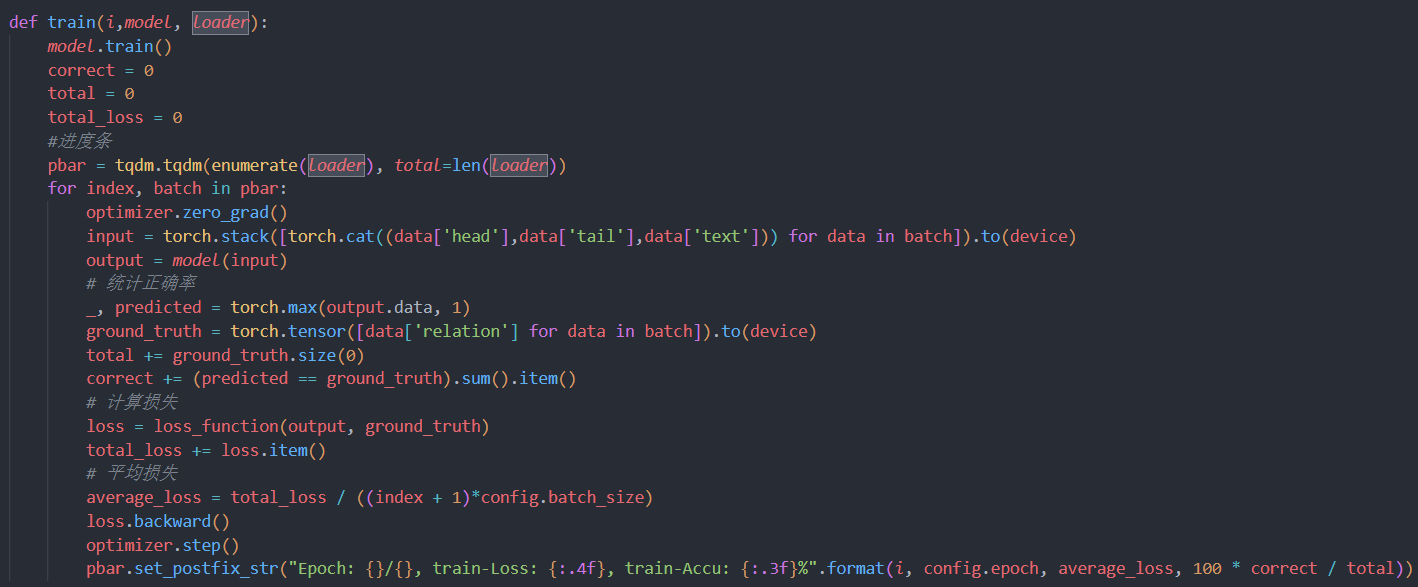 def train(i,model, loader):
    model.train()
    correct = 0
    total = 0
    total_loss = 0
    #进度条
    pbar = tqdm.tqdm(enumerate(loader), total=len(loader))
    for index, batch in pbar:
        optimizer.zero_grad()
        input = torch.stack([torch.cat((data['head'],data['tail'],data['text'])) for data in batch]).to(device)
        output = model(input)
        # 统计正确率
        _, predicted = torch.max(output.data, 1)
        ground_truth = torch.tensor([data['relation'] for data in batch]).to(device)
        total += ground_truth.size(0)
        correct += (predicted == ground_truth).sum().item()
        # 计算损失
        loss = loss_function(output, ground_truth)
        total_loss += loss.item()
        # 平均损失
        average_loss = total_loss / ((index + 1)*config.batch_size)
        loss.backward()
        optimizer.step()
        pbar.set_postfix_str("Epoch: {}/{}, train-Loss: {:.4f}, train-Accu: {:.3f}%".format(i, config.epoch, average_loss, 100 * correct / total))